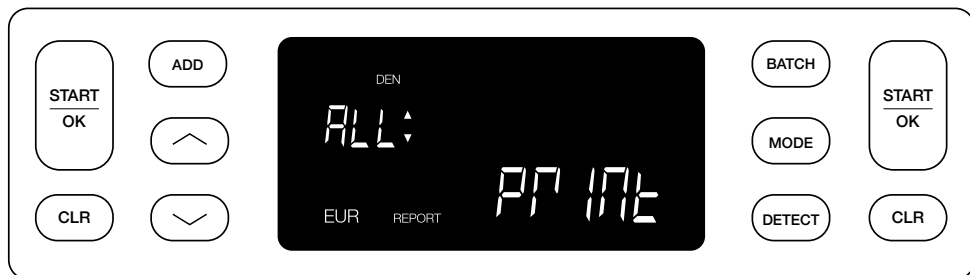 START
OK
CLR
ADD
DEN
ALL:
EUR REPORT PrINt
BATCH
MODE
DETECT
START
OK
CLR